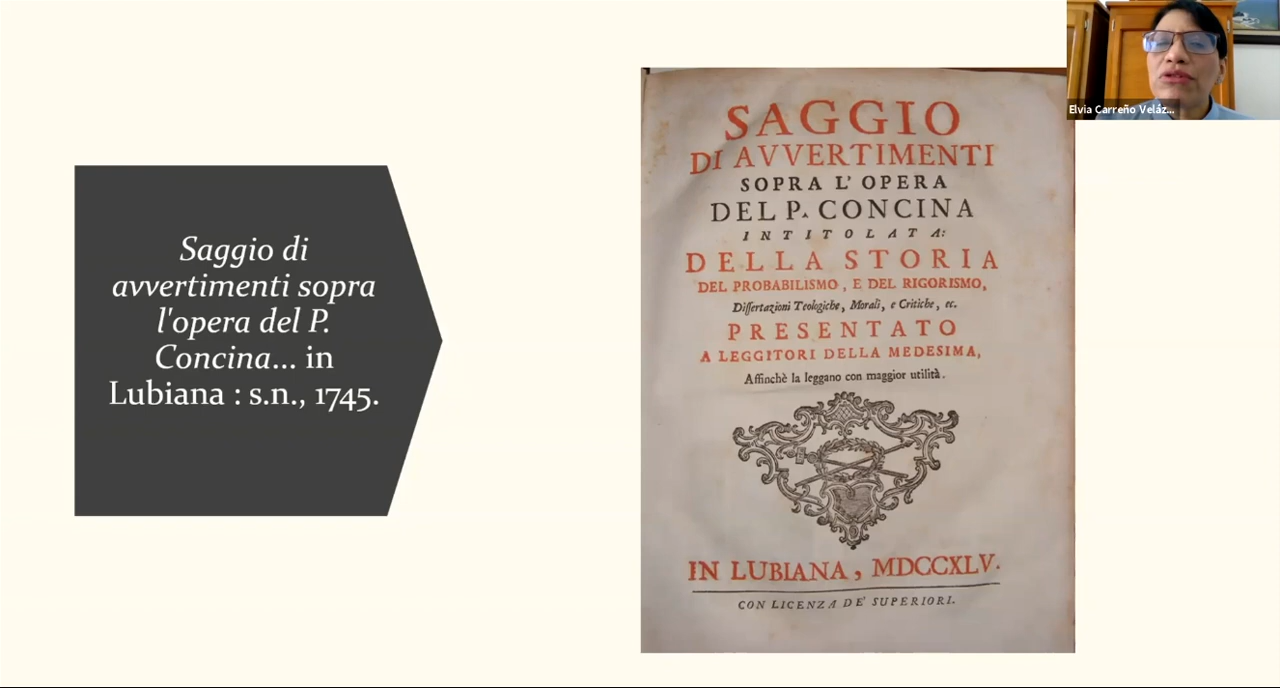 Saggio di
avvertimenti sopra
l'opera del P.
Concina... in
Lubiana : s.n., 1745.
SAGGIO
DI AVVERTIMENTI
SOPRA L' OPERA
DEL P. CONCINA
INTITOLATA:
DELLA STORIA
DEL PROBABILISMO, E DEL RIGORISMO,
Dissertazioni Teologiche, Morali, e Critiche, ec.
PRESENTATO
A LEGGITORI DELLA MEDESIMA,
Affinchè la leggano con maggior utilità.
IN LUBIANA, MDCCXLV.
CON LICENZA DE' SUPERIORI.
Elvia Carreño Veláz...